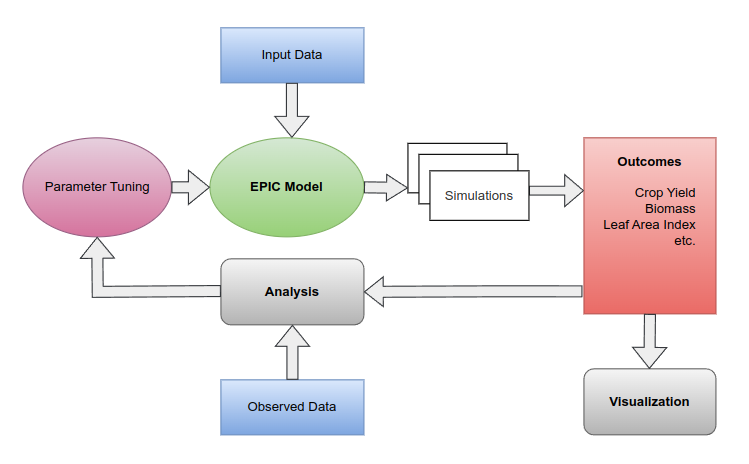 Input Data
Parameter Tuning
EPIC Model
Simulations
Outcomes
Crop Yield
Biomass
Leaf Area Index
etc.
Analysis
Observed Data
Visualization